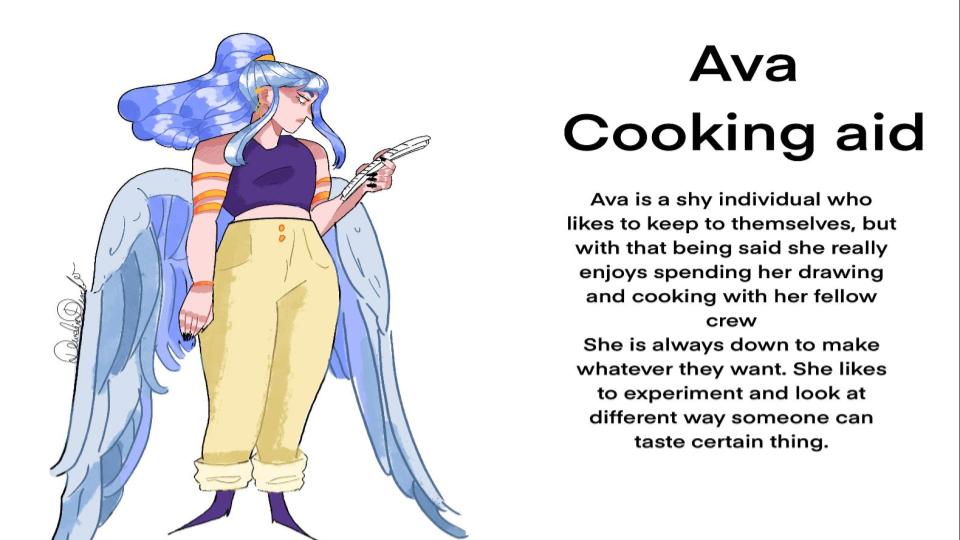 Ava
Cooking aid
Ava is a shy individual who
likes to keep to themselves, but
with that being said she really
enjoys spending her drawing
and cooking with her fellow
crew
She is always down to make
whatever they want. She likes
to experiment and look at
different way someone can
taste certain thing.